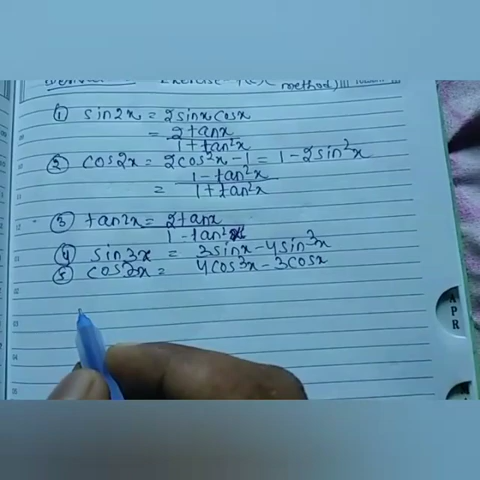 method)
① sin2x = 2sinx cosx
= 2tanx / 1+tan²x
② cos2x = 2cos²x - 1 = 1 - 2sin²x
= 1 - tan²x / 1 + tan²x
③ tan2x = 2tanx / 1 - tan²x
④ sin3x = 3sinx - 4sin³x
⑤ cos3x = 4cos³x - 3cosx
APR